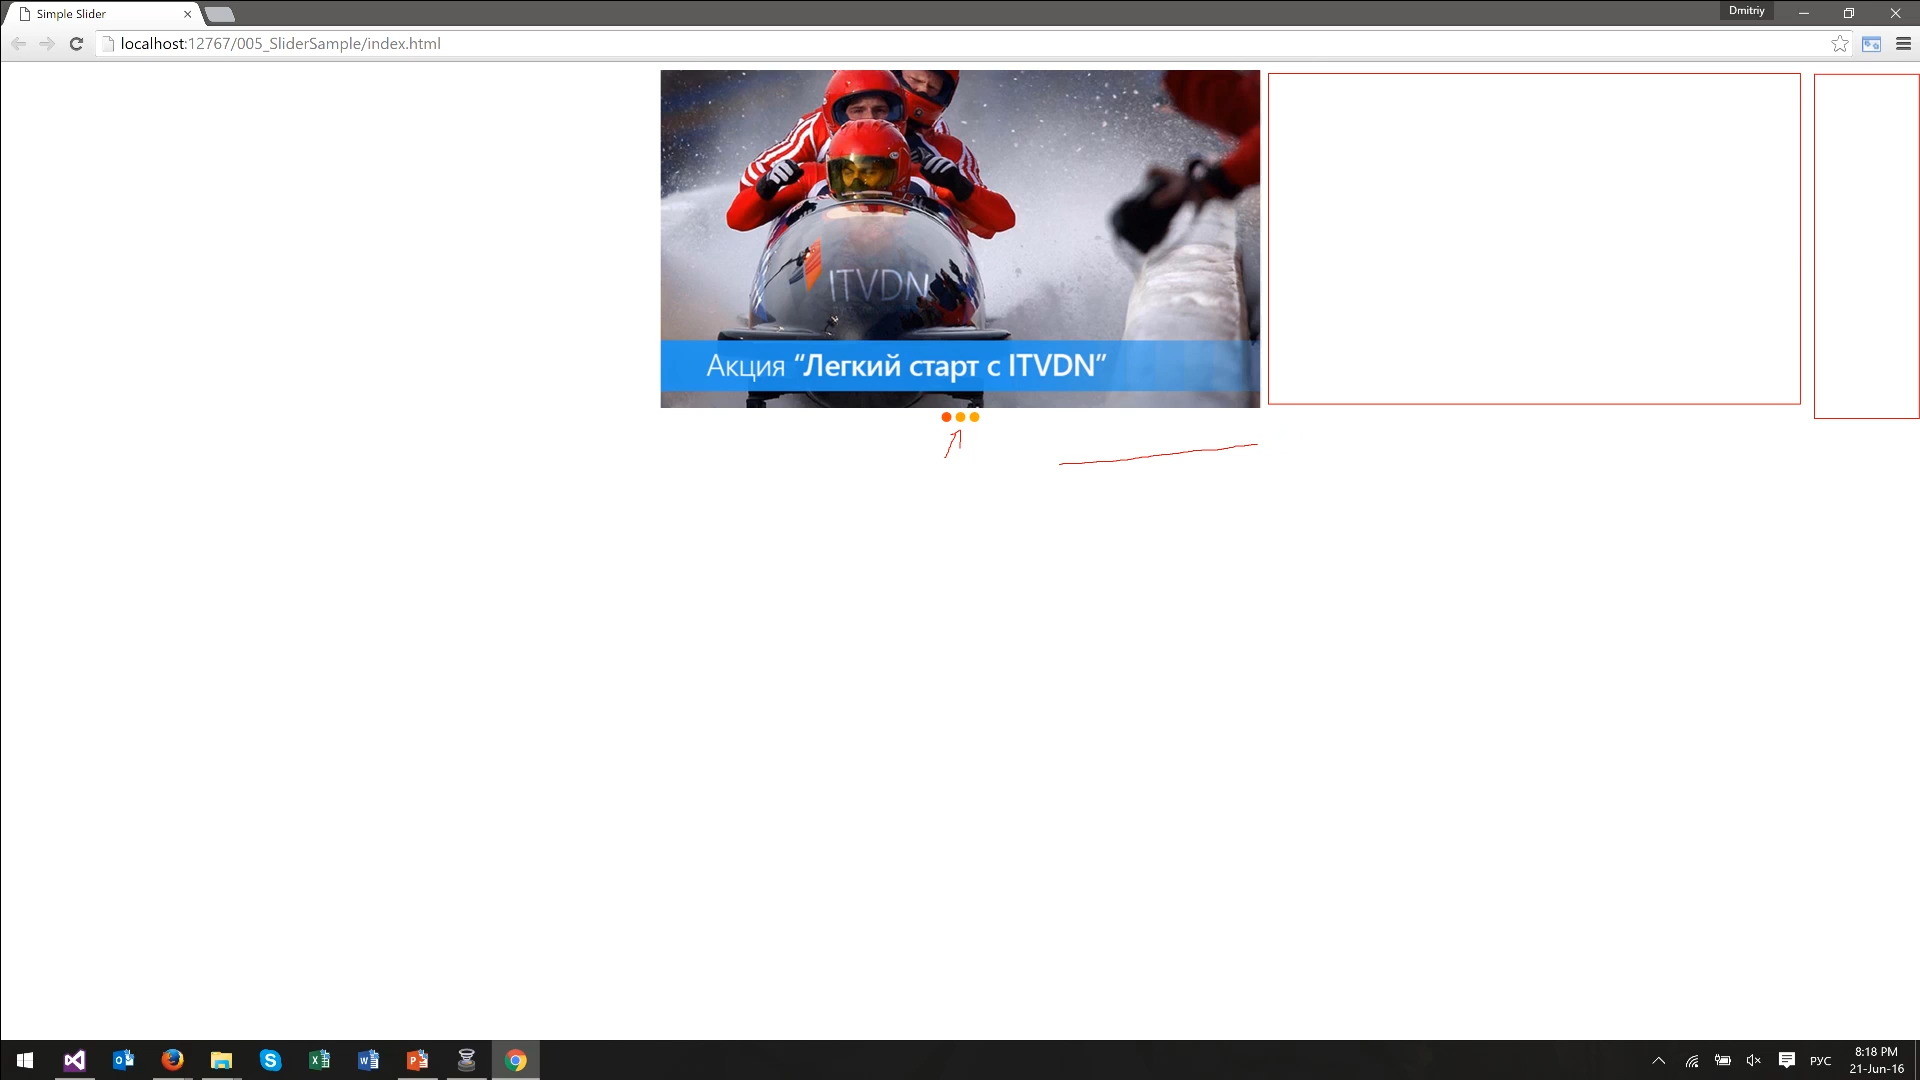 Simple Slider
Dmitriy
localhost:12767/005_SliderSample/index.html
ITVDN
Акция “Легкий старт с ITVDN”
РУС
8:18 PM
21-Jun-16